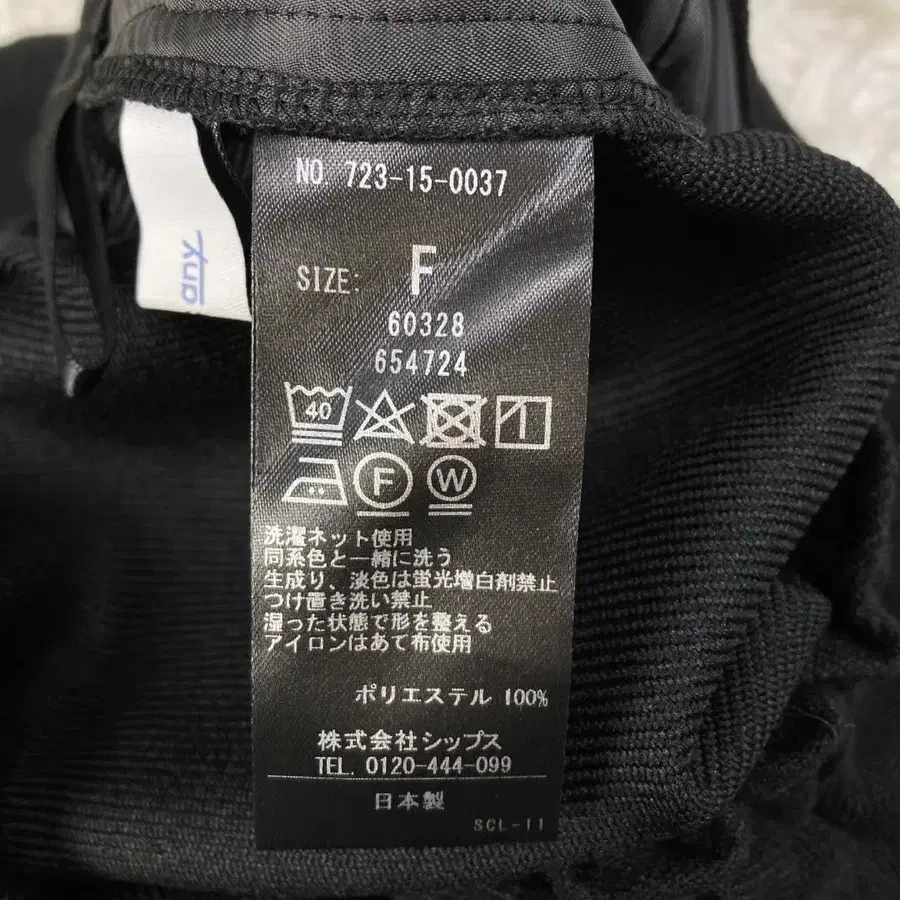 NO 723-15-0037
any
SIZE: F
60328
654724
40
F W
洗濯ネット使用
同系色と一緒に洗う
生成り、淡色は蛍光増白剤禁止
つけ置き洗い禁止
湿った状態で形を整える
アイロンはあて布使用
ポリエステル 100%
株式会社シップス
TEL. 0120-444-099
日本製
SCL-11